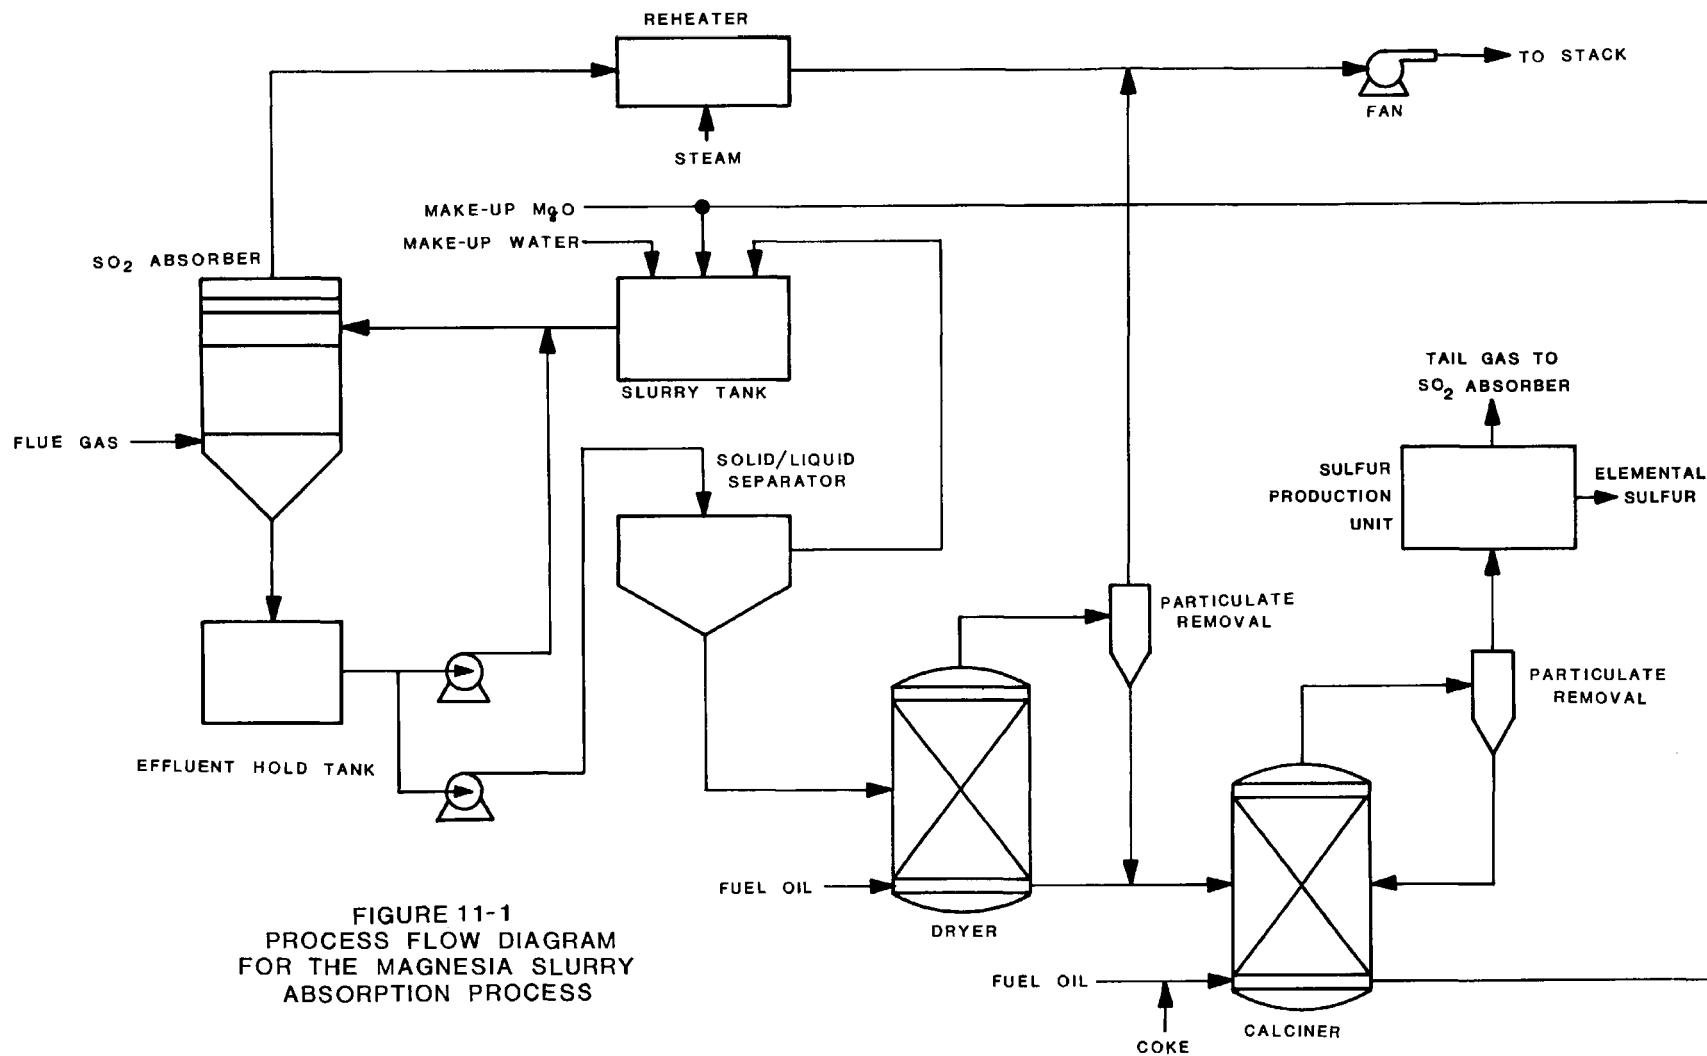 REHEATER
TO STACK
FAN
STEAM
MAKE-UP MgO
MAKE-UP WATER
SO2 ABSORBER
SLURRY TANK
TAIL GAS TO
SO2 ABSORBER
FLUE GAS
SOLID/LIQUID
SEPARATOR
SULFUR
PRODUCTION
UNIT
ELEMENTAL
SULFUR
PARTICULATE
REMOVAL
PARTICULATE
REMOVAL
EFFLUENT HOLD TANK
FUEL OIL
DRYER
FUEL OIL
COKE
CALCINER
FIGURE 11-1
PROCESS FLOW DIAGRAM
FOR THE MAGNESIA SLURRY
ABSORPTION PROCESS